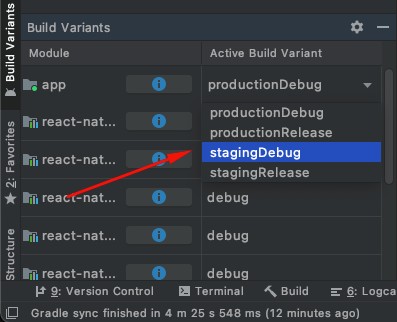 Build Variants
Build Variants
Module
Active Build Variant
app
productionDebug
productionDebug
react-nat...
productionRelease
react-nat...
stagingDebug
stagingRelease
react-nat...
debug
react-nat...
debug
react-nat...
debug
2: Favorites
Structure
9: Version Control
Terminal
Build
6: Logca
Gradle sync finished in 4 m 25 s 548 ms (12 minutes ago)